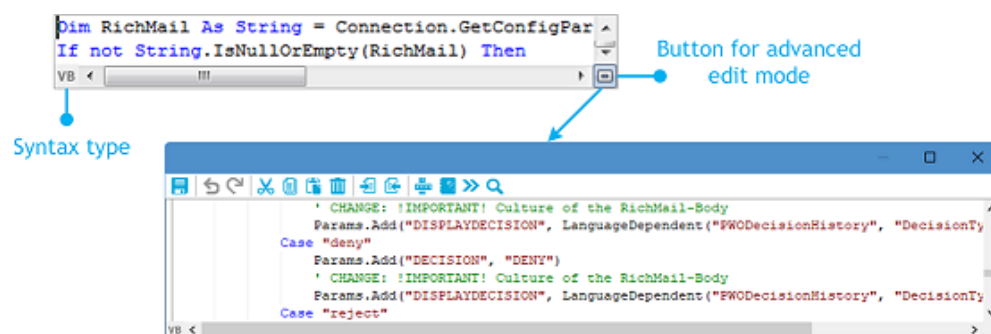 Dim RichMail As String = Connection.GetConfigPar
If not String.IsNullOrEmpty(RichMail) Then
VB
Button for advanced
edit mode
Syntax type
' CHANGE: !IMPORTANT! Culture of the RichMail-Body
Params.Add("DISPLAYDECISION", LanguageDependent("PWODecisionHistory", "DecisionTy
Case "deny"
Params.Add("DECISION", "DENY")
' CHANGE: !IMPORTANT! Culture of the RichMail-Body
Params.Add("DISPLAYDECISION", LanguageDependent("PWODecisionHistory", "DecisionTy
Case "reject"
VB